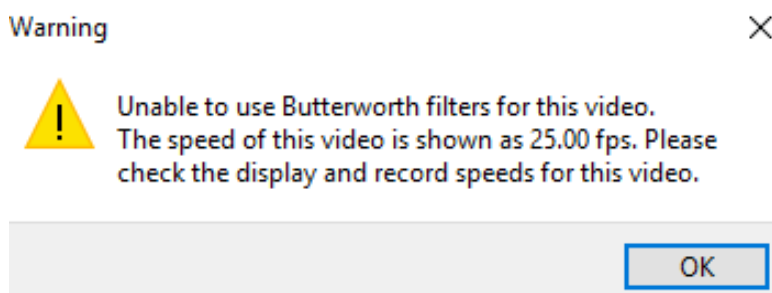 Warning
Unable to use Butterworth filters for this video.
The speed of this video is shown as 25.00 fps. Please
check the display and record speeds for this video.
OK